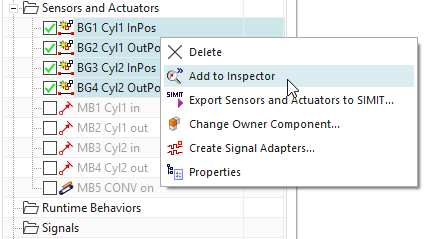 Sensors and Actuators
BG1 Cyl1 InPos
BG2 Cyl1 OutPo
BG3 Cyl2 InPos
BG4 Cyl2 OutPo
MB1 Cyl1 in
MB2 Cyl1 out
MB3 Cyl2 in
MB4 Cyl2 out
MB5 CONV on
Runtime Behaviors
Signals
Delete
Add to Inspector
SIMIT
Export Sensors and Actuators to SIMIT...
Change Owner Component...
Create Signal Adapters...
Properties